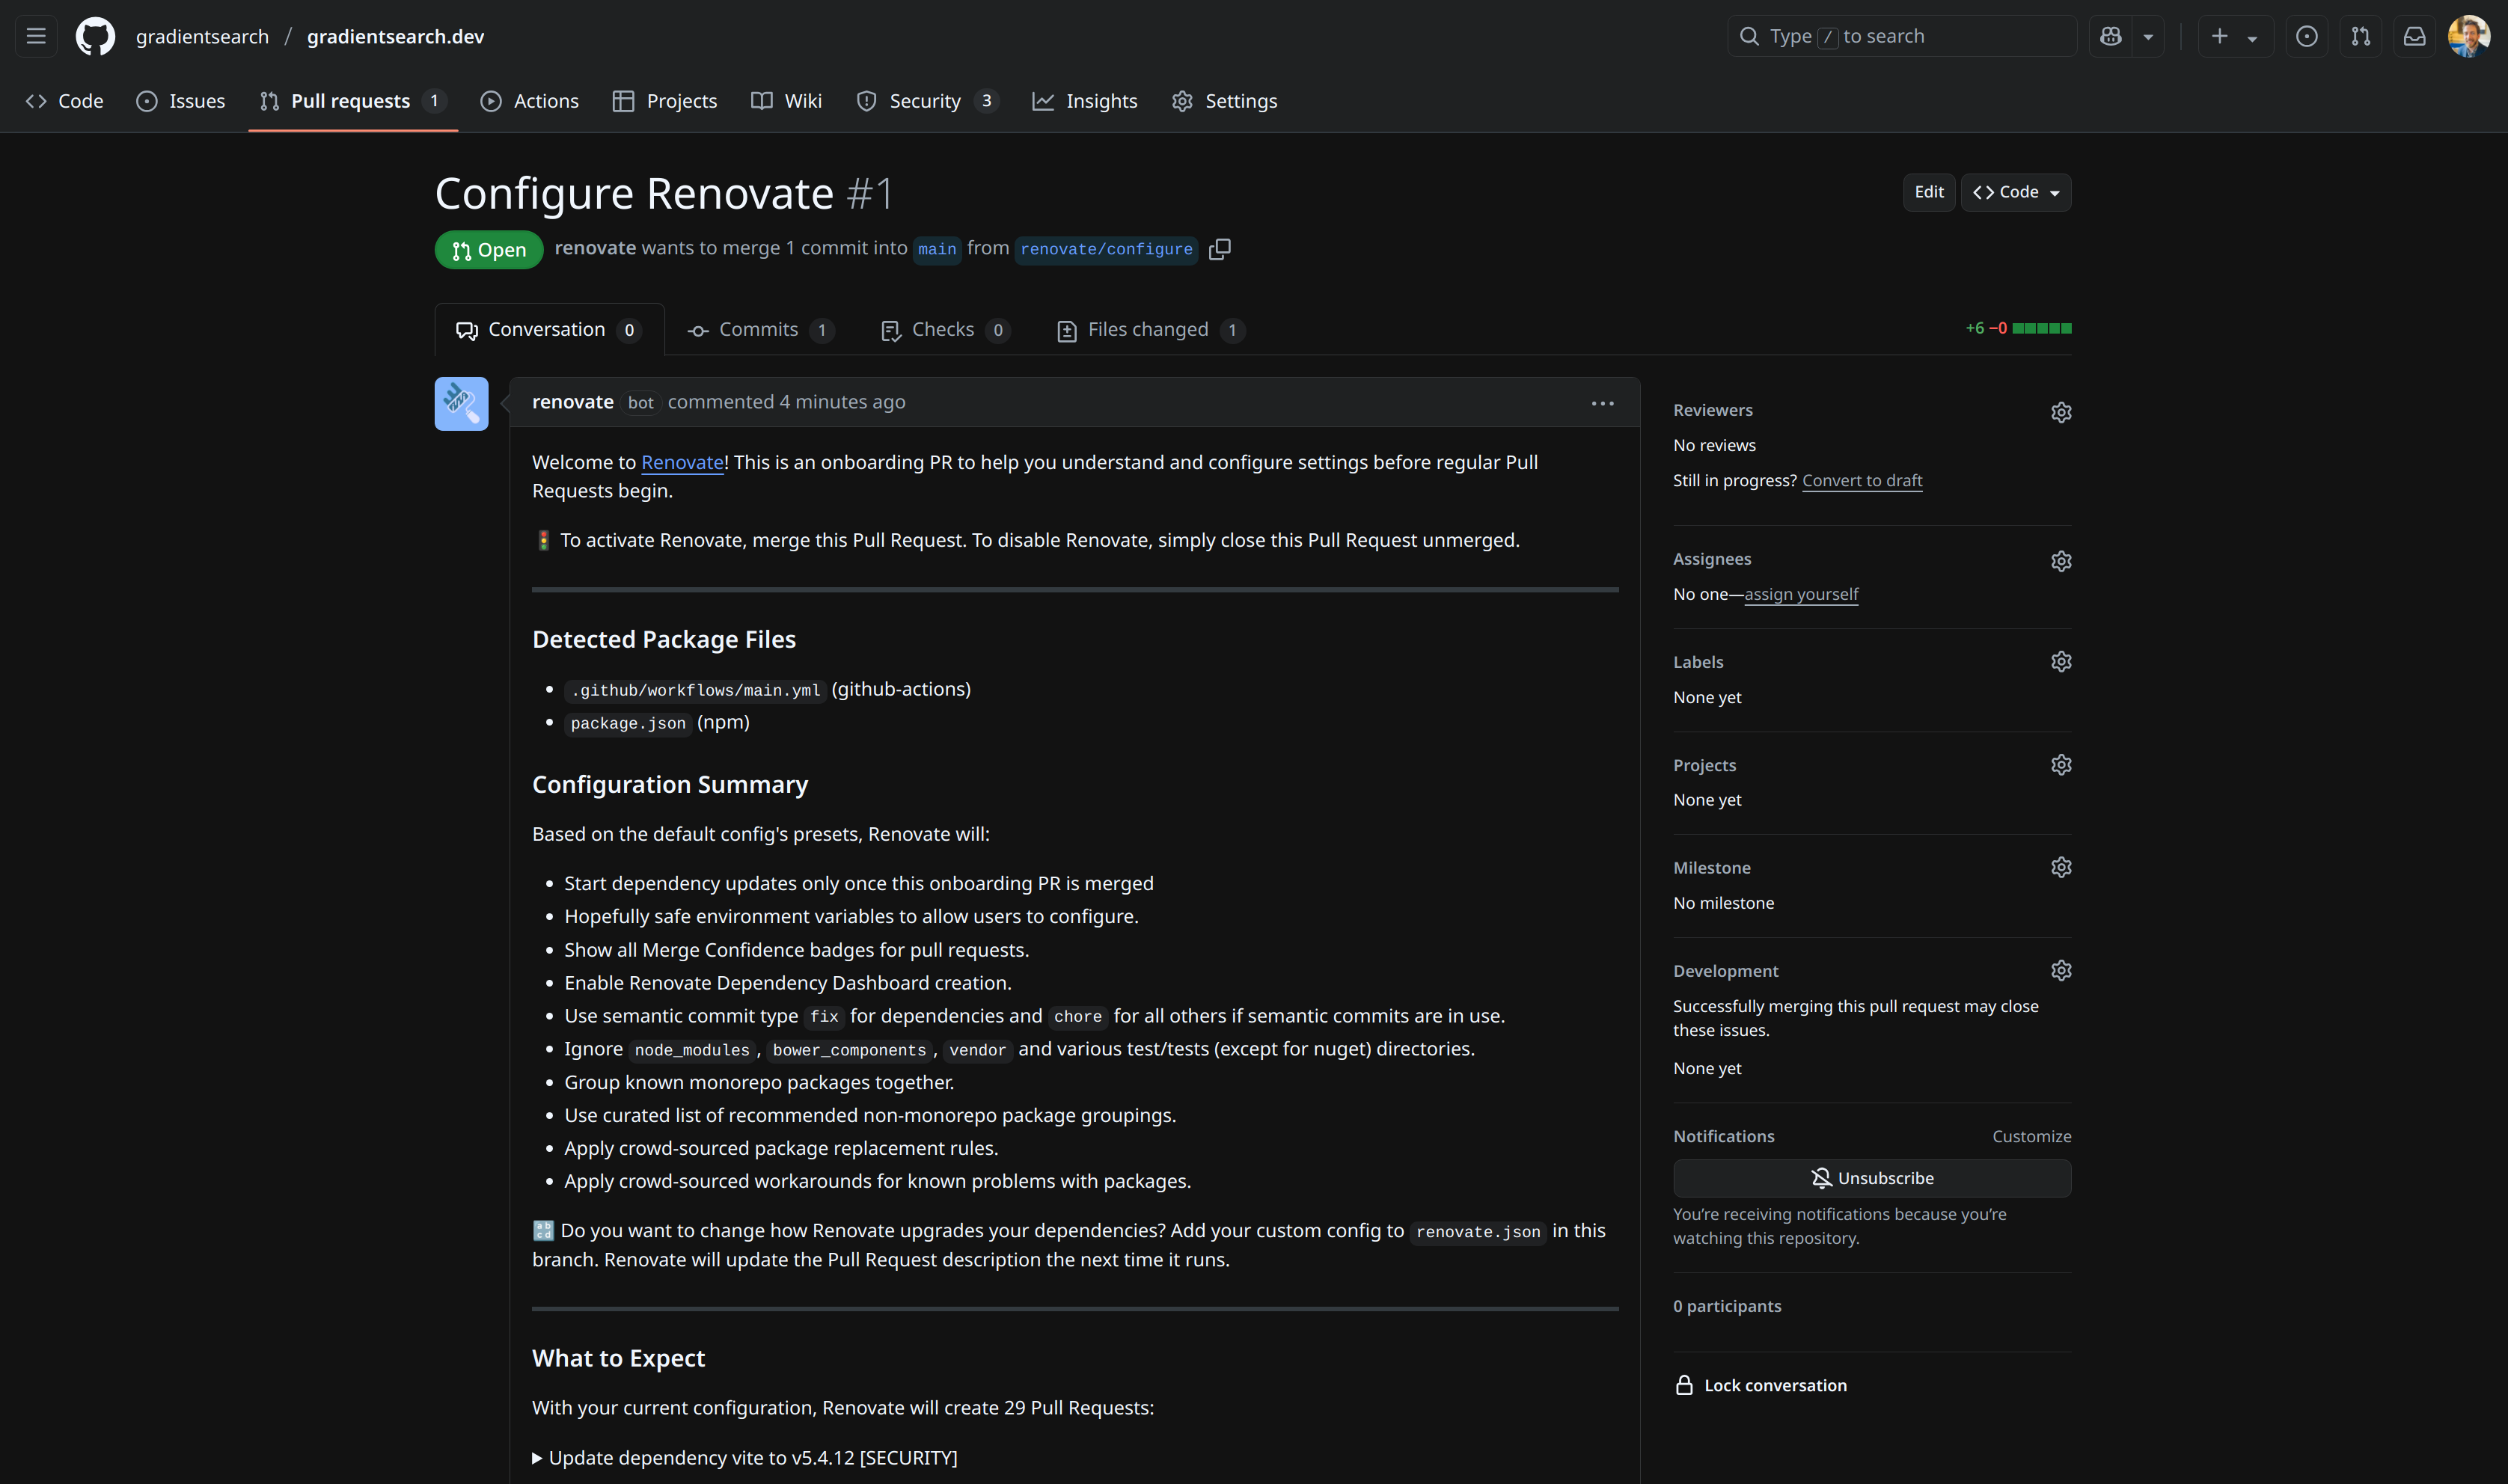 gradientsearch / gradientsearch.dev
Type / to search
Code
Issues
Pull requests 1
Actions
Projects
Wiki
Security 3
Insights
Settings
Configure Renovate #1
Edit
Code
Open
renovate wants to merge 1 commit into main from renovate/configure
Conversation 0
Commits 1
Checks 0
Files changed 1
+6 −0
renovate bot commented 4 minutes ago
Welcome to Renovate! This is an onboarding PR to help you understand and configure settings before regular Pull
Requests begin.
🚦 To activate Renovate, merge this Pull Request. To disable Renovate, simply close this Pull Request unmerged.
Detected Package Files
• .github/workflows/main.yml (github-actions)
• package.json (npm)
Configuration Summary
Based on the default config's presets, Renovate will:
• Start dependency updates only once this onboarding PR is merged
• Hopefully safe environment variables to allow users to configure.
• Show all Merge Confidence badges for pull requests.
• Enable Renovate Dependency Dashboard creation.
• Use semantic commit type fix for dependencies and chore for all others if semantic commits are in use.
• Ignore node_modules, bower_components, vendor and various test/tests (except for nuget) directories.
• Group known monorepo packages together.
• Use curated list of recommended non-monorepo package groupings.
• Apply crowd-sourced package replacement rules.
• Apply crowd-sourced workarounds for known problems with packages.
🔡 Do you want to change how Renovate upgrades your dependencies? Add your custom config to renovate.json in this
branch. Renovate will update the Pull Request description the next time it runs.
What to Expect
With your current configuration, Renovate will create 29 Pull Requests:
▶ Update dependency vite to v5.4.12 [SECURITY]
Reviewers
No reviews
Still in progress? Convert to draft
Assignees
No one—assign yourself
Labels
None yet
Projects
None yet
Milestone
No milestone
Development
Successfully merging this pull request may close
these issues.
None yet
Notifications
Customize
Unsubscribe
You’re receiving notifications because you’re
watching this repository.
0 participants
Lock conversation